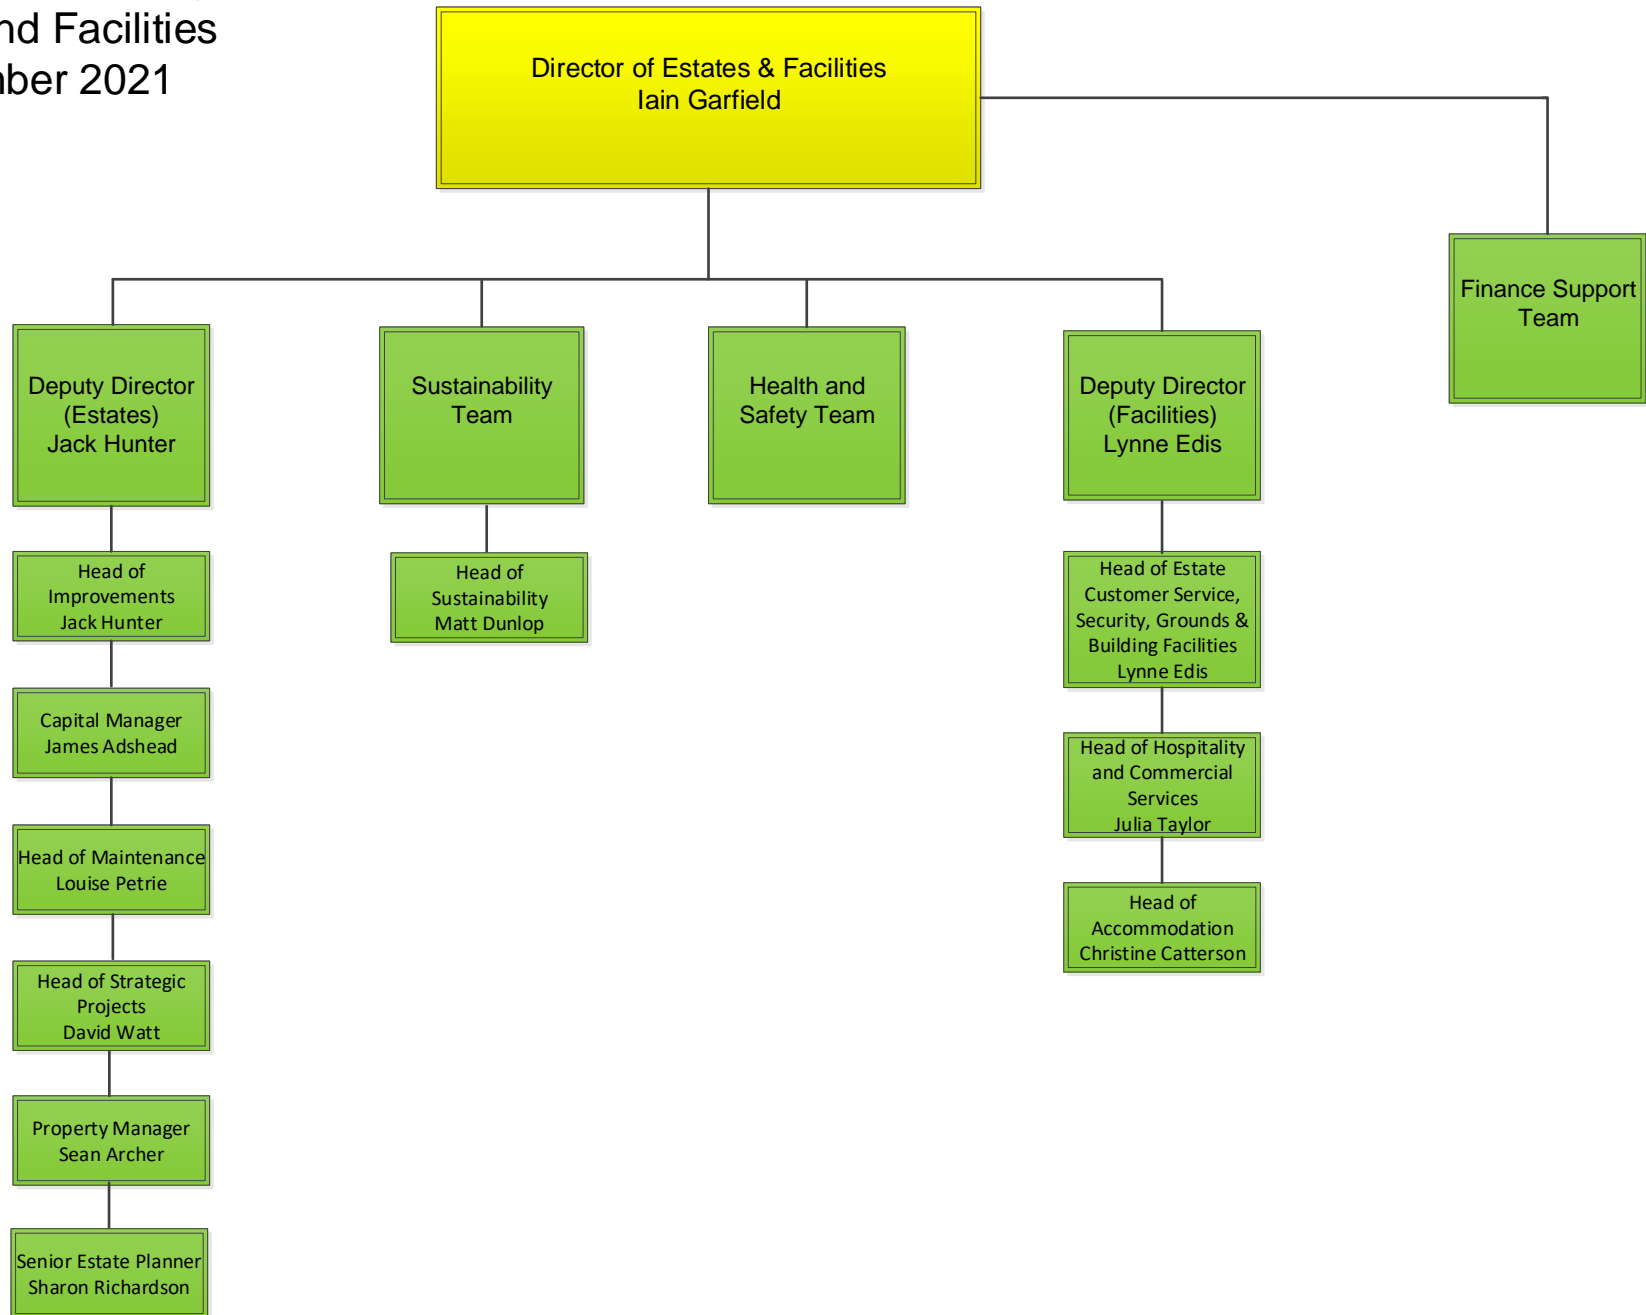 nd Facilities
ber 2021
Director of Estates & Facilities
Iain Garfield
Finance Support
Team
Deputy Director
(Estates)
Jack Hunter
Sustainability
Team
Health and
Safety Team
Deputy Director
(Facilities)
Lynne Edis
Head of
Improvements
Jack Hunter
Head of
Sustainability
Matt Dunlop
Head of Estate
Customer Service,
Security, Grounds &
Building Facilities
Lynne Edis
Capital Manager
James Adshead
Head of Hospitality
and Commercial
Services
Julia Taylor
Head of Maintenance
Louise Petrie
Head of
Accommodation
Christine Catterson
Head of Strategic
Projects
David Watt
Property Manager
Sean Archer
Senior Estate Planner
Sharon Richardson